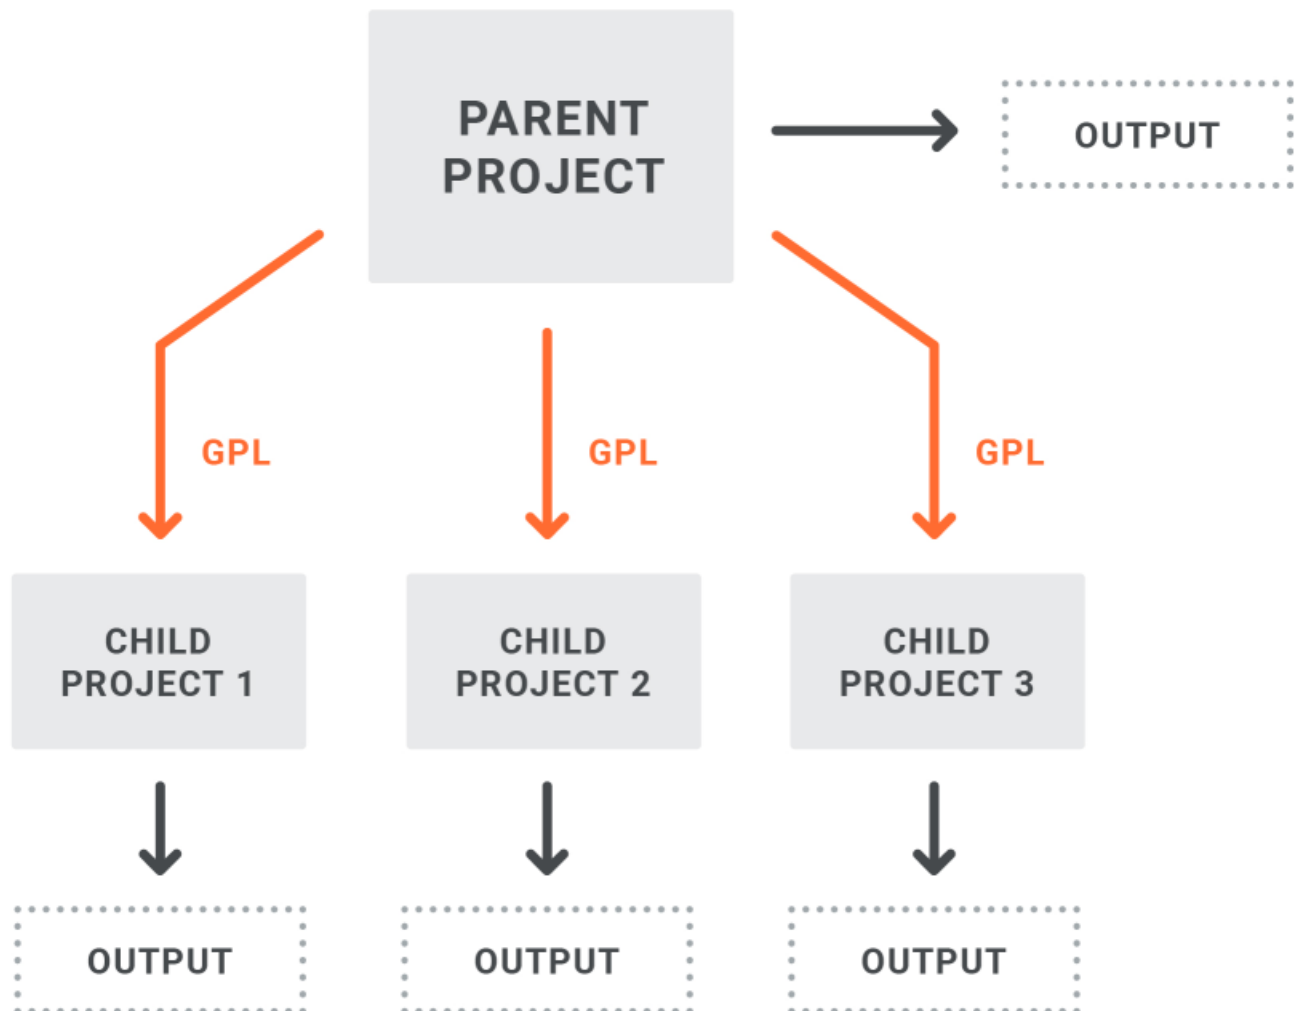 PARENT
PROJECT
OUTPUT
GPL
GPL
GPL
CHILD
PROJECT 1
CHILD
PROJECT 2
CHILD
PROJECT 3
OUTPUT
OUTPUT
OUTPUT